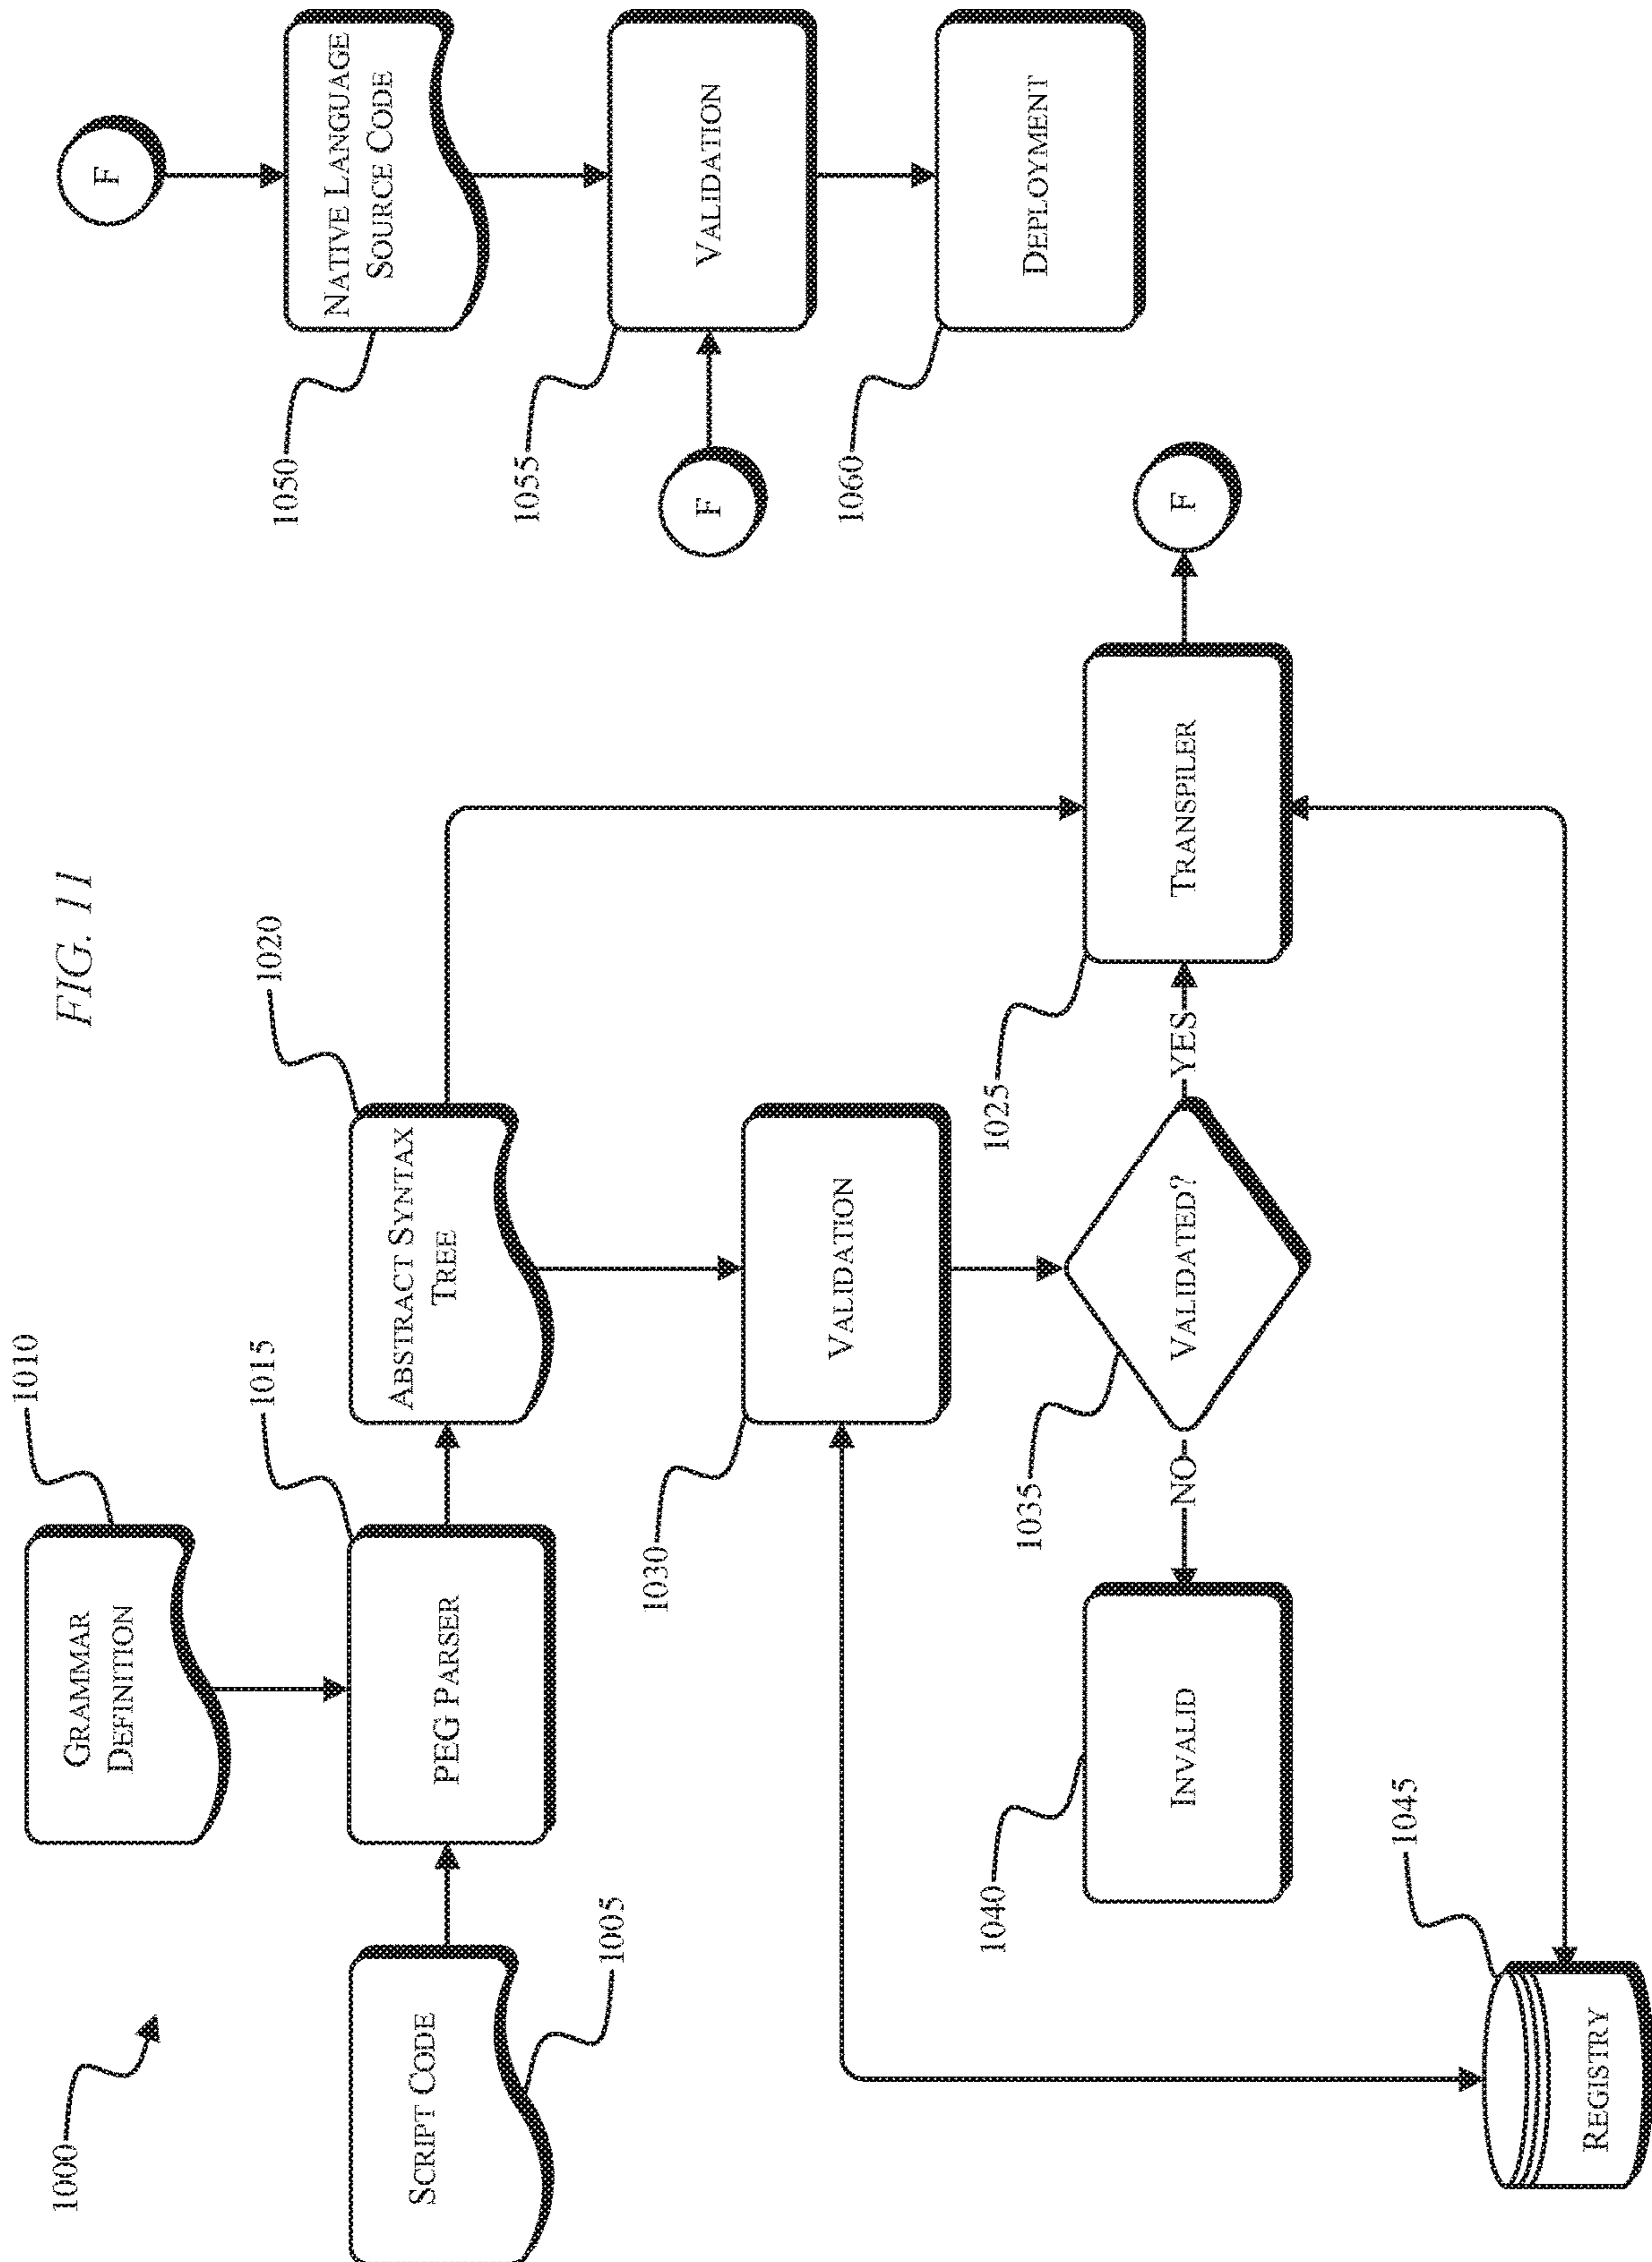 FIG. 11
1000
1010
GRAMMAR
DEFINITION
1015
1020
SCRIPT CODE
PEG PARSER
ABSTRACT SYNTAX
TREE
1005
1030
VALIDATION
1025
1035
1040
INVALID
NO
VALIDATED?
YES
TRANSPILER
F
1045
REGISTRY
F
1050
NATIVE LANGUAGE
SOURCE CODE
1055
F
VALIDATION
1060
DEPLOYMENT